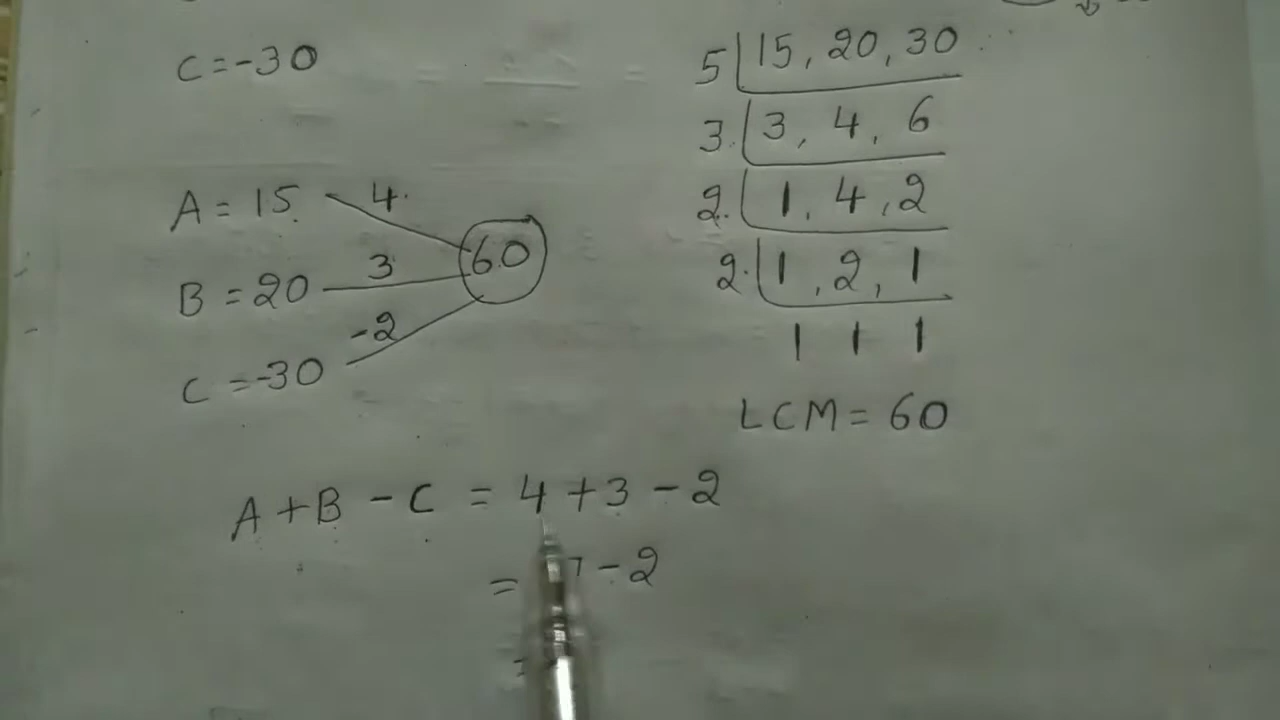 C = -30
5 | 15, 20, 30
3. | 3, 4, 6
2. | 1, 4, 2
2. | 1, 2, 1
1 1 1
LCM = 60
A = 15 4.
B = 20 3 60
-2
C = -30
A + B - C = 4 + 3 - 2
= 7 - 2
=